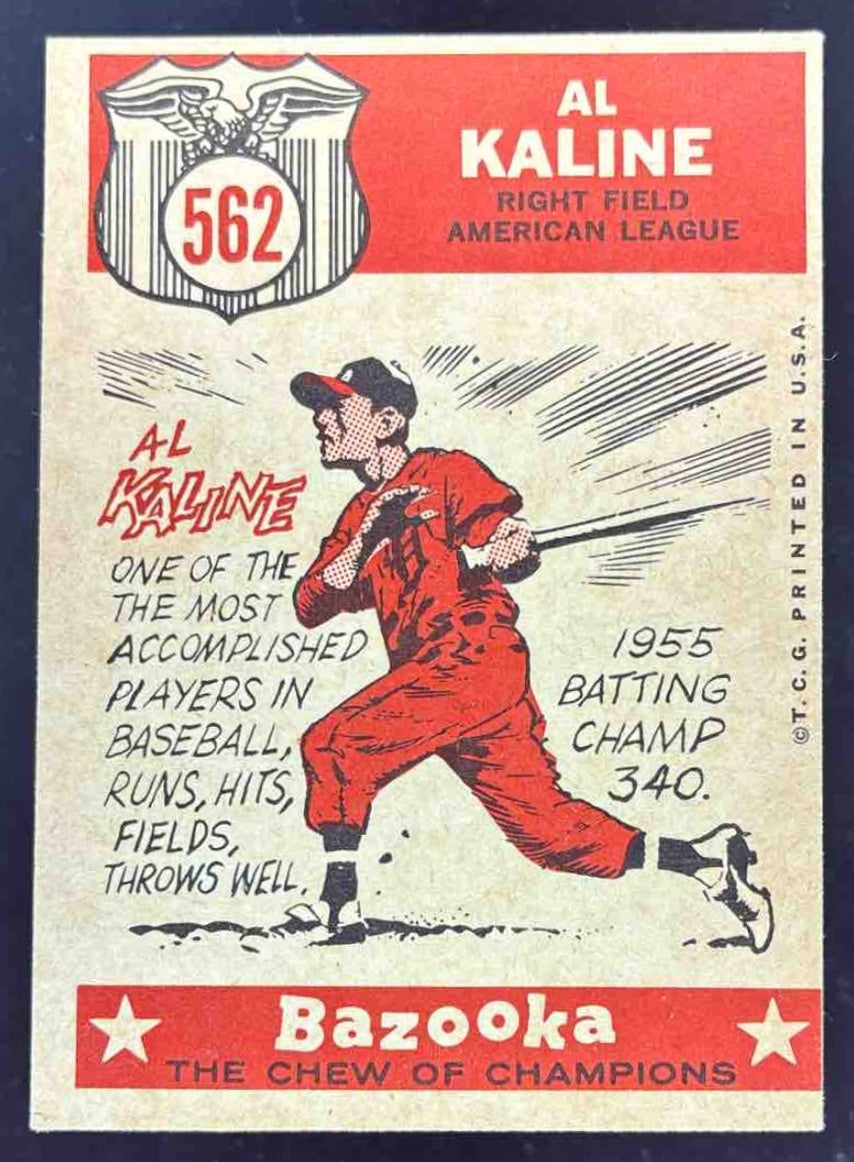 562
AL
KALINE
RIGHT FIELD
AMERICAN LEAGUE
AL
KALINE
ONE OF THE
THE MOST
ACCOMPLISHED
PLAYERS IN
BASEBALL,
RUNS, HITS,
FIELDS,
THROWS WELL.
1955
BATTING
CHAMP
340.
©T. C. G. PRINTED IN U.S.A.
Bazooka
THE CHEW OF CHAMPIONS